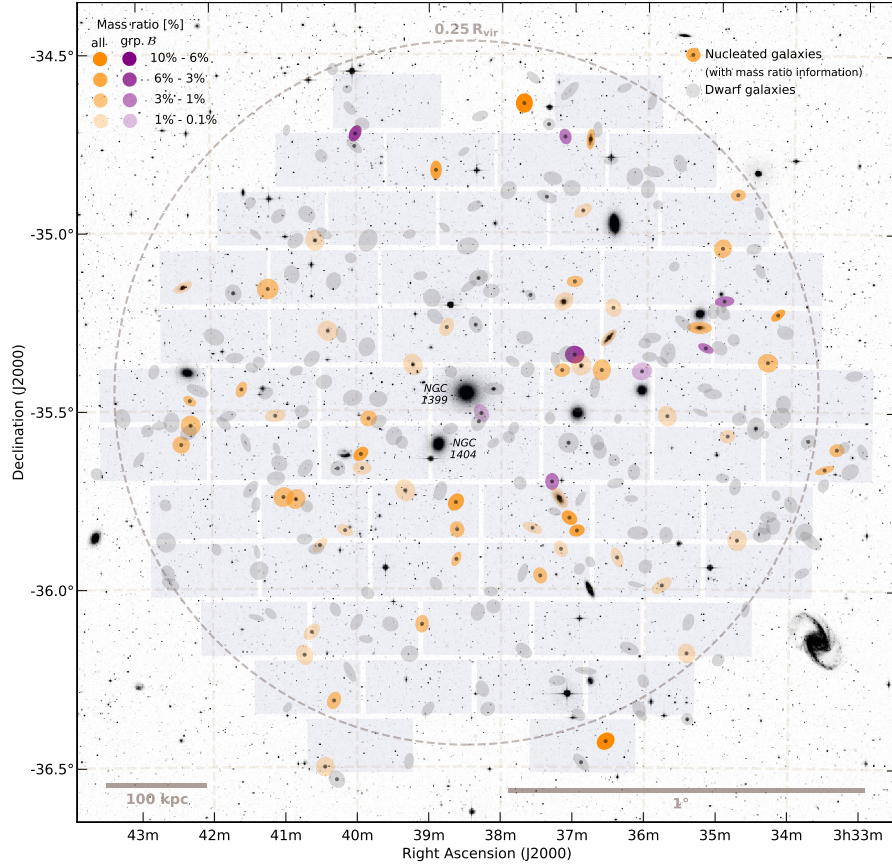 Mass ratio [%]
all grp. B
10% - 6%
6% - 3%
3% - 1%
1% - 0.1%
0.25 Rvir
Nucleated galaxies
(with mass ratio information)
Dwarf galaxies
-34.5°
-35.0°
-35.5°
-36.0°
-36.5°
Declination (J2000)
NGC
1399
NGC
1404
100 kpc
1°
43m 42m 41m 40m 39m 38m 37m 36m 35m 34m 3h33m
Right Ascension (J2000)